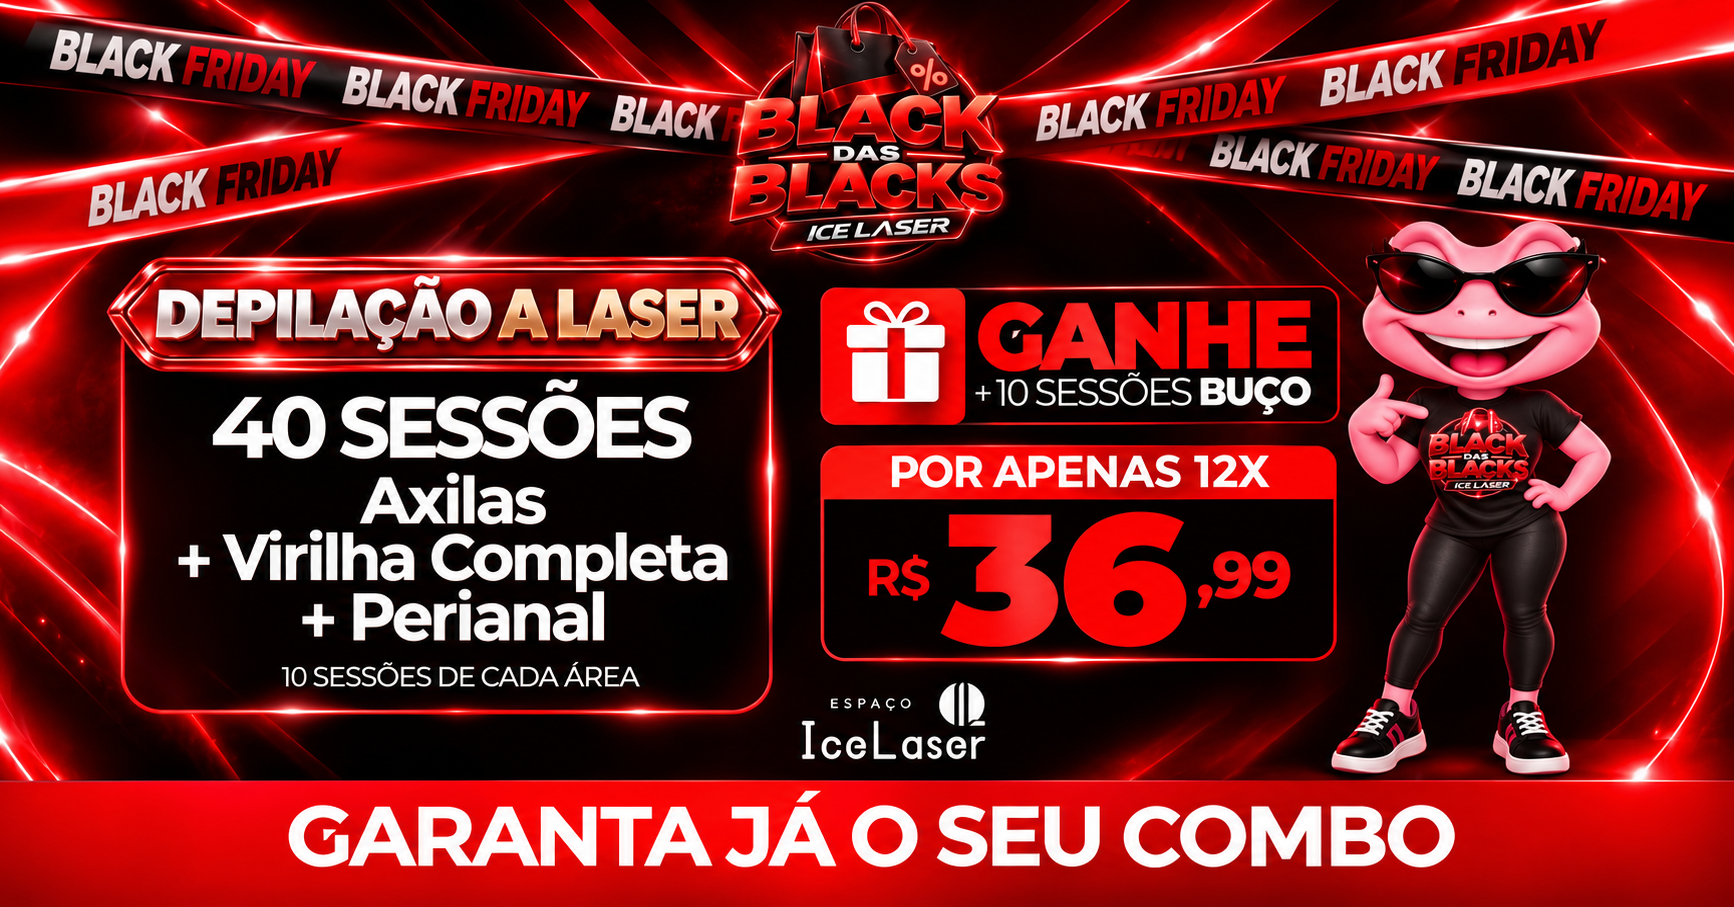 BLACK FRIDAY BLACK FRIDAY BLACK
BLACK FRIDAY
BLACK FRIDAY BLACK FRIDAY
BLACK FRIDAY BLACK FRIDAY
%
BLACK
DAS
BLACKS
ICE LASER
DEPILAÇÃO A LASER
40 SESSÕES
Axilas
+ Virilha Completa
+ Perianal
10 SESSÕES DE CADA ÁREA
GANHE
+10 SESSÕES BUÇO
POR APENAS 12X
R$ 36,99
BLACK
DAS
BLACKS
ICE LASER
ESPAÇO
IceLaser
GARANTA JÁ O SEU COMBO